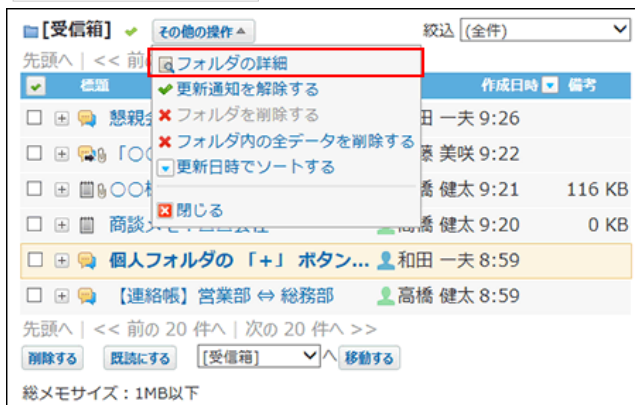 [受信箱] その他の操作 絞込 (全件)
先頭へ | << 前
フォルダの詳細
標題 作成日時 備考
更新通知を解除する
懇親 田 一夫 9:26
フォルダを削除する
フォルダ内の全データを削除する
「○ 美咲 9:22
更新日時でソートする
○○ 健太 9:21 116 KB
閉じる
商談 健太 9:20 0 KB
個人フォルダの 「+」 ボタン... 和田 一夫 8:59
【連絡帳】営業部 ⇔ 総務部 高橋 健太 8:59
先頭へ | << 前の 20 件へ | 次の 20 件へ >>
削除する 既読にする [受信箱] へ 移動する
総メモサイズ:1MB以下